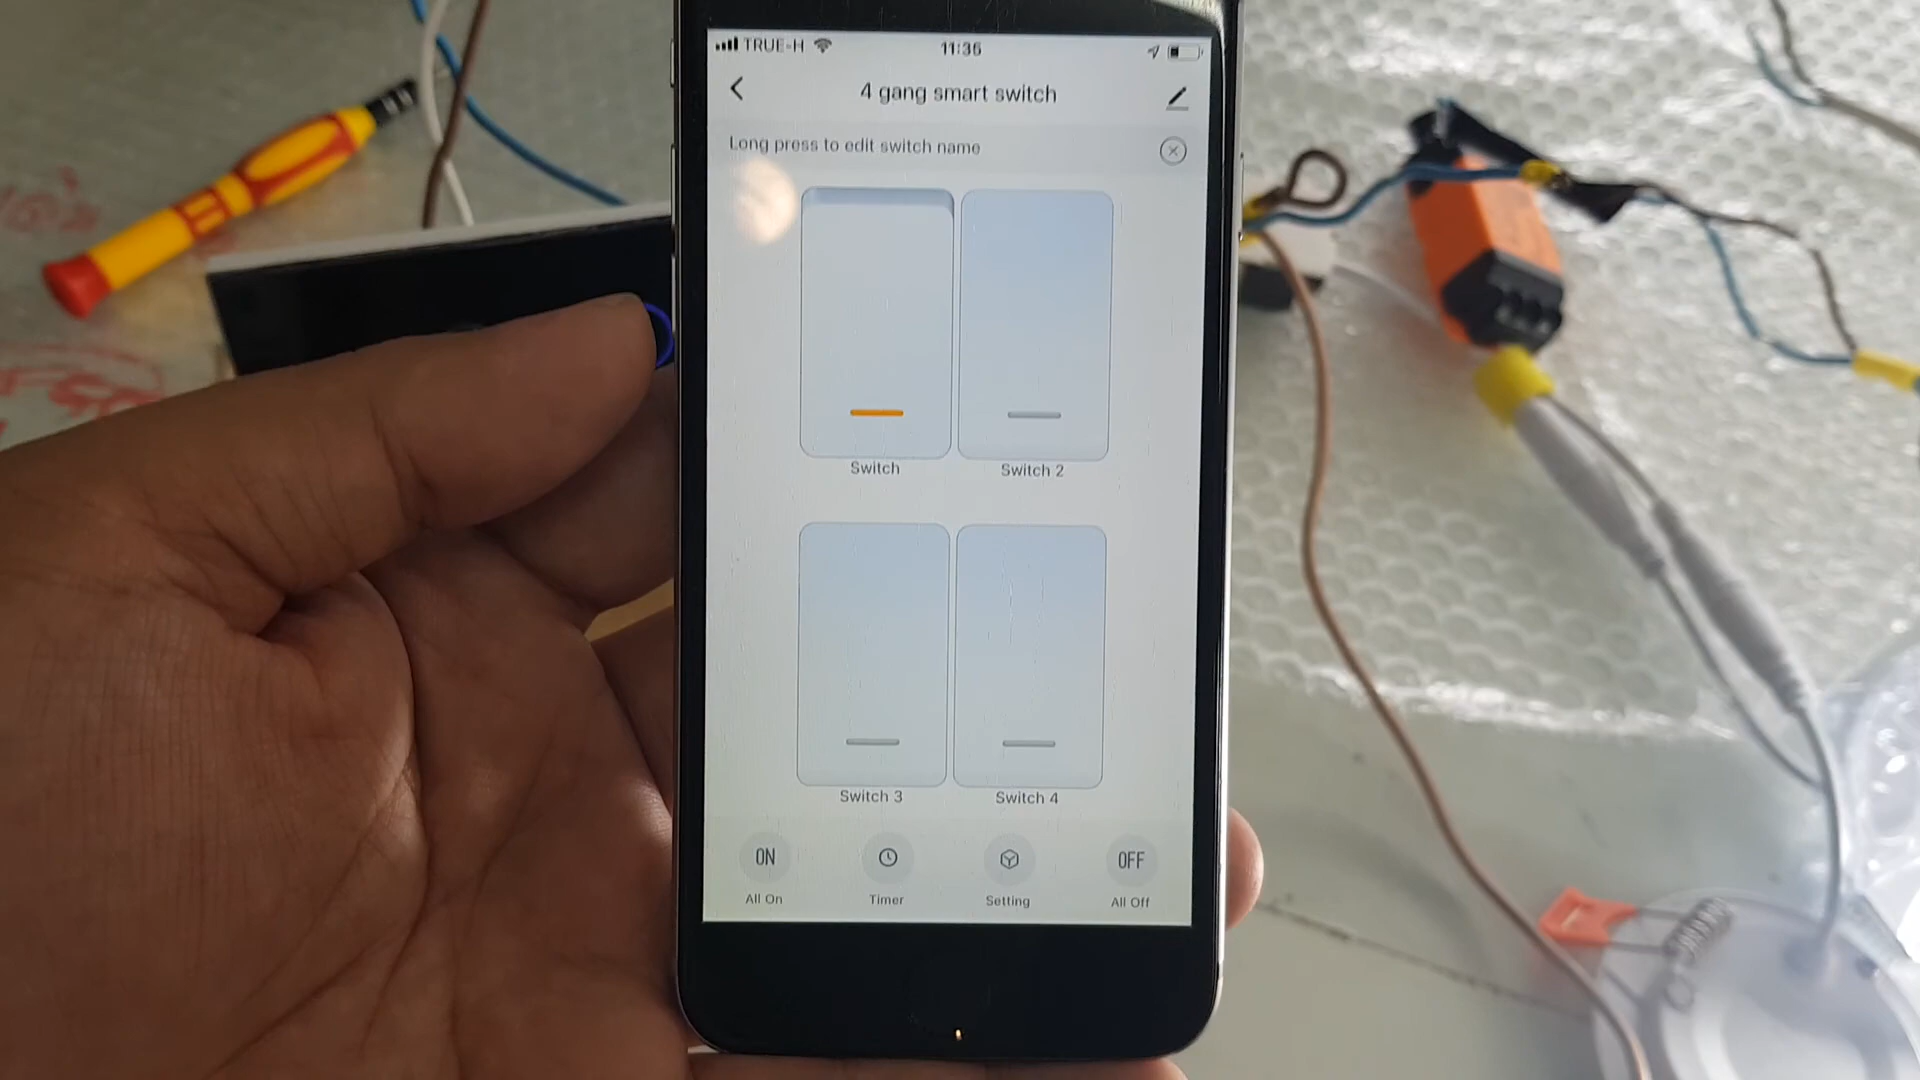 TRUE-H 11:35
4 gang smart switch
Long press to edit switch name
Switch Switch 2
Switch 3 Switch 4
ON OFF
All On Timer Setting All Off